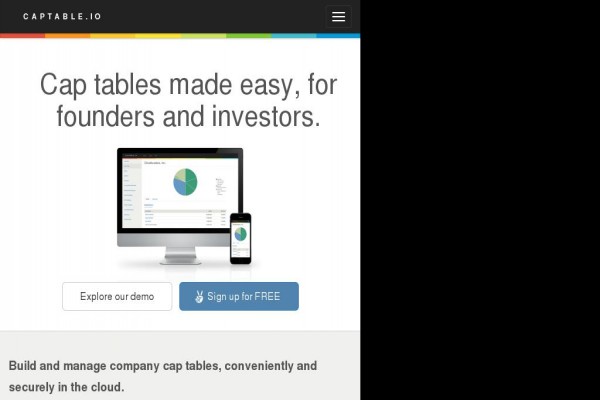 CAPTABLE.IO
Cap tables made easy, for
founders and investors.
Explore our demo
Sign up for FREE
Build and manage company cap tables, conveniently and
securely in the cloud.